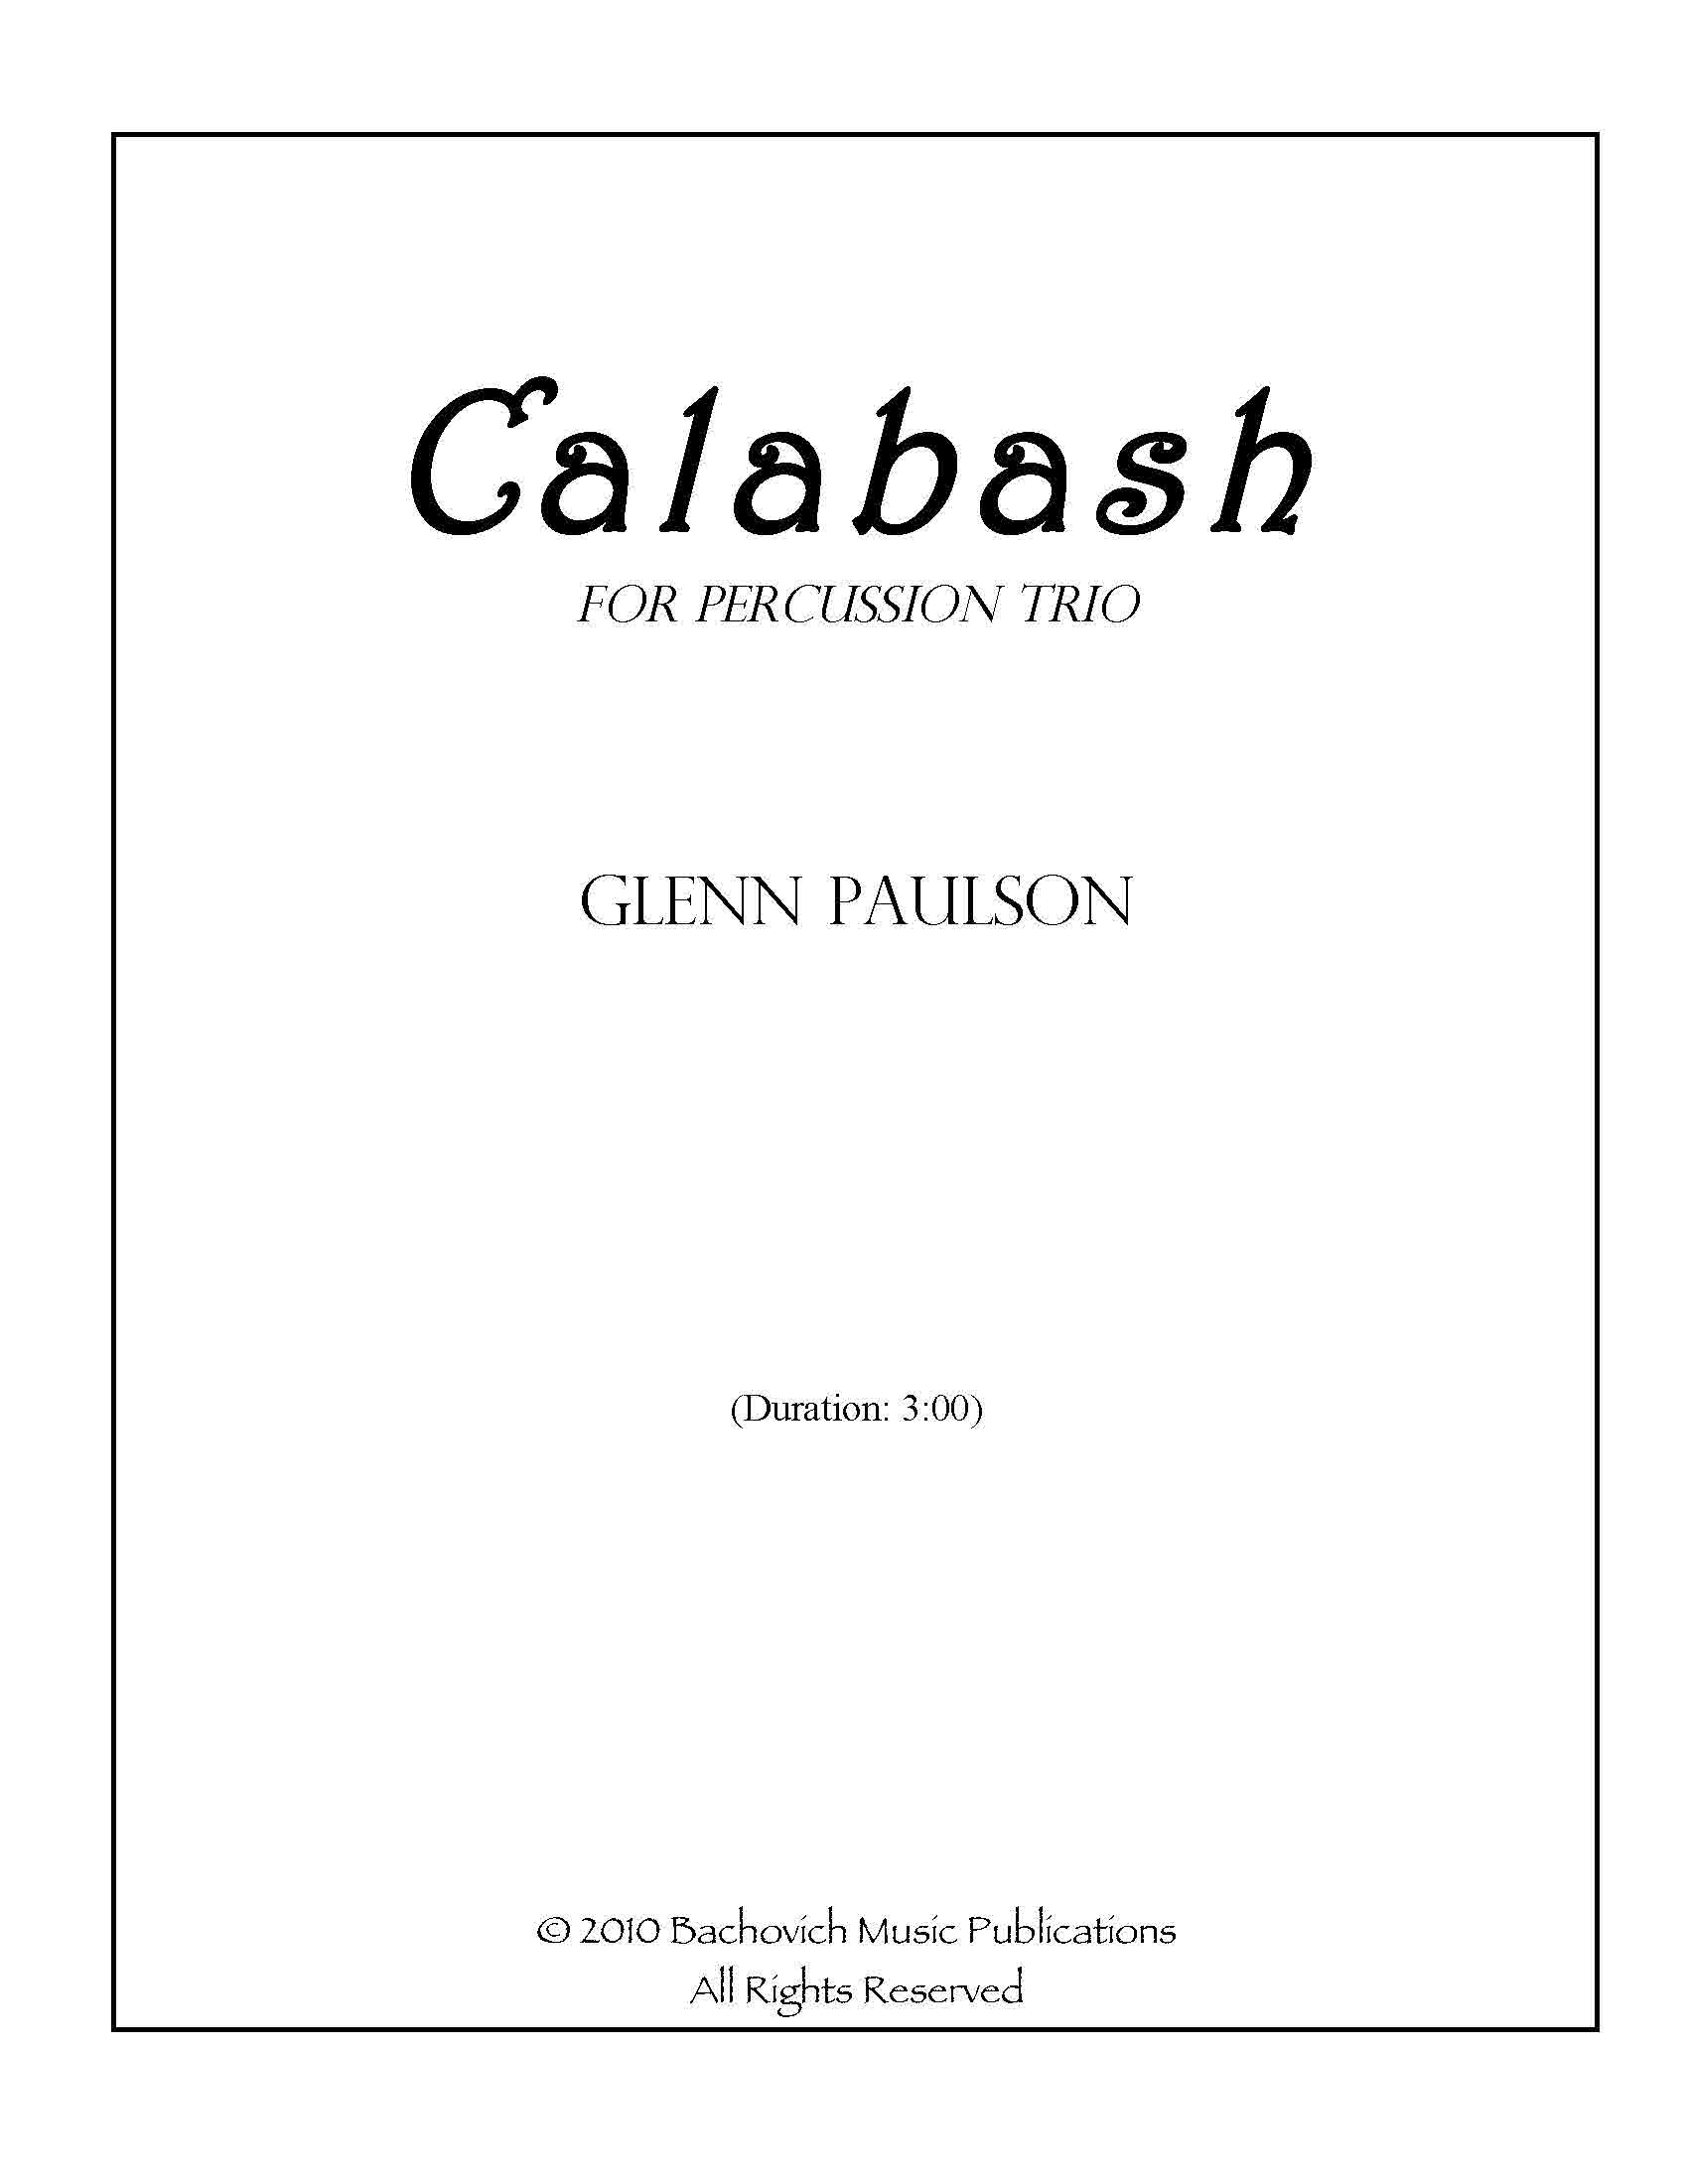 Calabash
FOR PERCUSSION TRIO
GLENN PAULSON
(Duration: 3:00)
© 2010 Bachovich Music Publications
All Rights Reserved